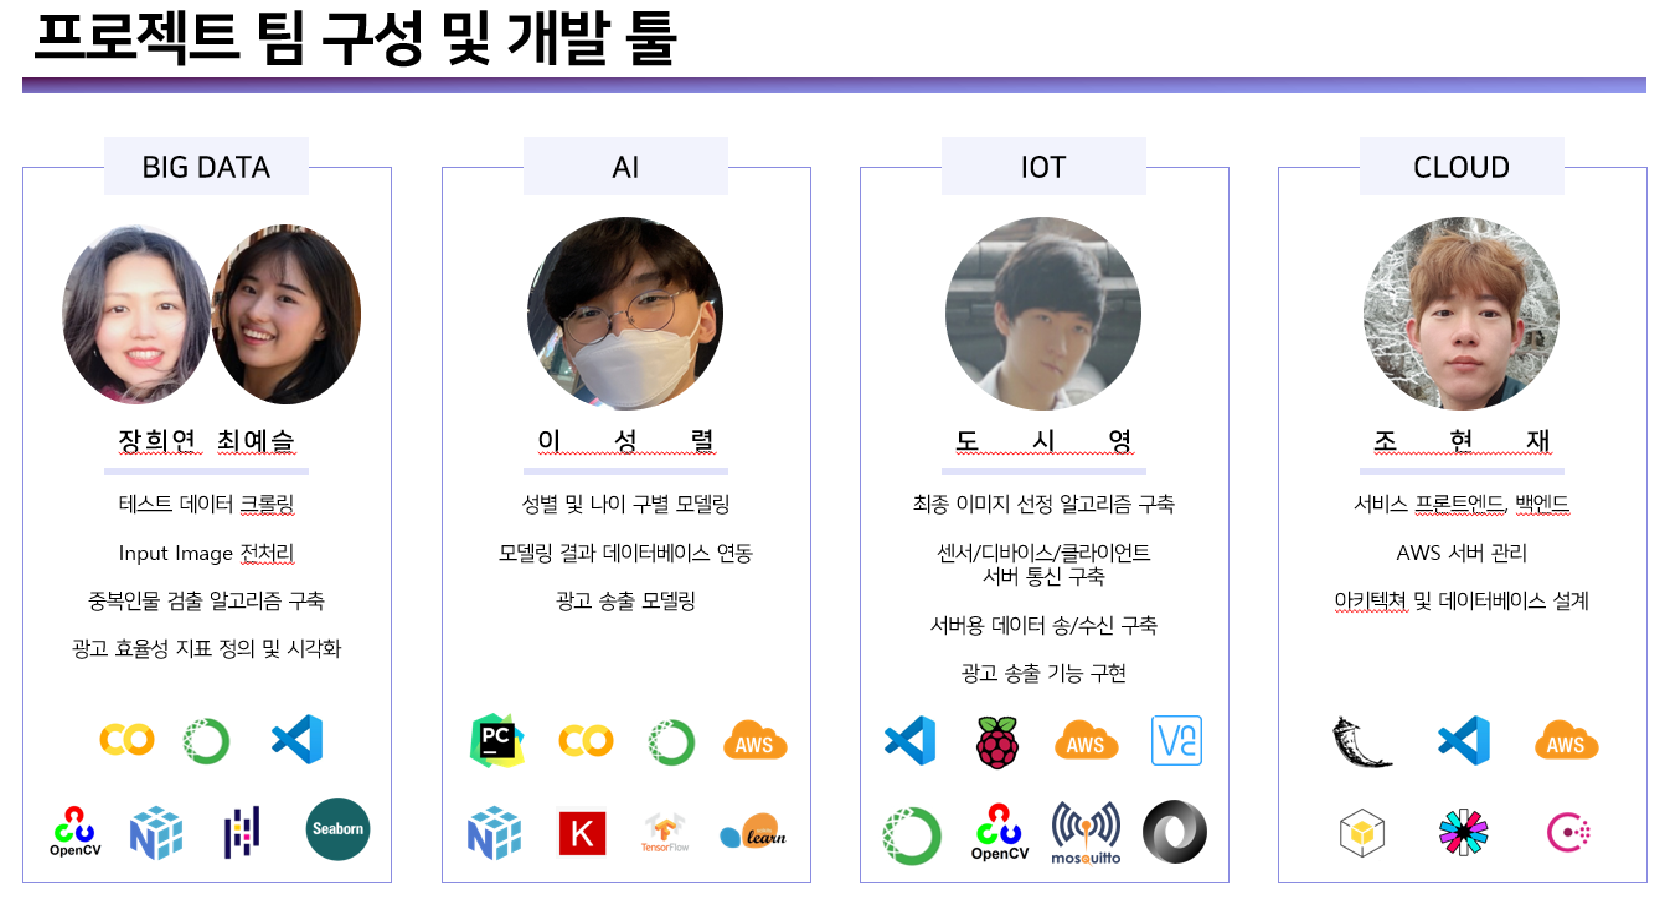 프로젝트 팀 구성 및 개발 툴
BIG DATA
장희연 최예슬
테스트 데이터 크롤링
Input Image 전처리
중복인물 검출 알고리즘 구축
광고 효율성 지표 정의 및 시각화
OpenCV
N
Seaborn
AI
이 성 렬
성별 및 나이 구별 모델링
모델링 결과 데이터베이스 연동
광고 송출 모델링
PC
AWS
N
K
TensorFlow
learn
IOT
도 시 영
최종 이미지 선정 알고리즘 구축
센서/디바이스/클라이언트
서버 통신 구축
서버용 데이터 송/수신 구축
광고 송출 기능 구현
AWS
VNC
OpenCV
mosquitto
CLOUD
조 현 재
서비스 프론트엔드, 백엔드
AWS 서버 관리
아키텍쳐 및 데이터베이스 설계
AWS